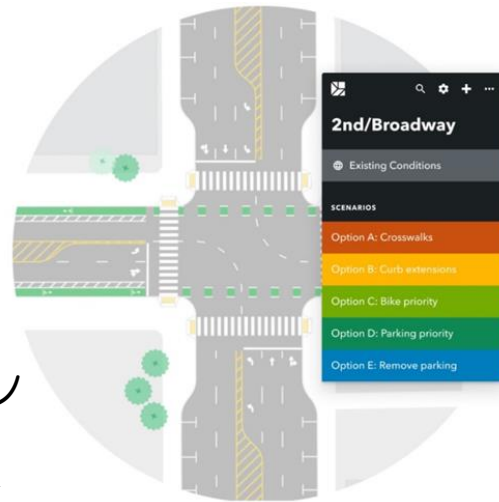 2nd/Broadway
Existing Conditions
SCENARIOS
Option A: Crosswalks
Option B: Curb extensions
Option C: Bike priority
Option D: Parking priority
Option E: Remove parking